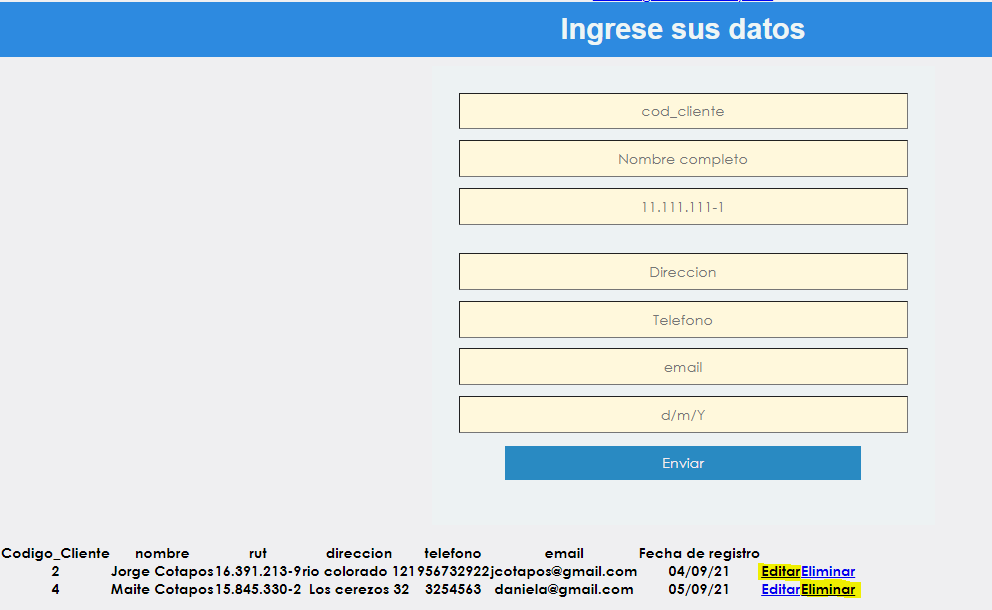 Ingrese sus datos
cod_cliente
Nombre completo
11.111.111-1
Direccion
Telefono
email
d/m/Y
Enviar
Codigo_Cliente nombre rut direccion telefono email Fecha de registro
2 Jorge Cotapos 16.391.213-9 rio colorado 121 956732922 jcotapos@gmail.com 04/09/21 Editar Eliminar
4 Maite Cotapos 15.845.330-2 Los cerezos 32 3254563 daniela@gmail.com 05/09/21 Editar Eliminar